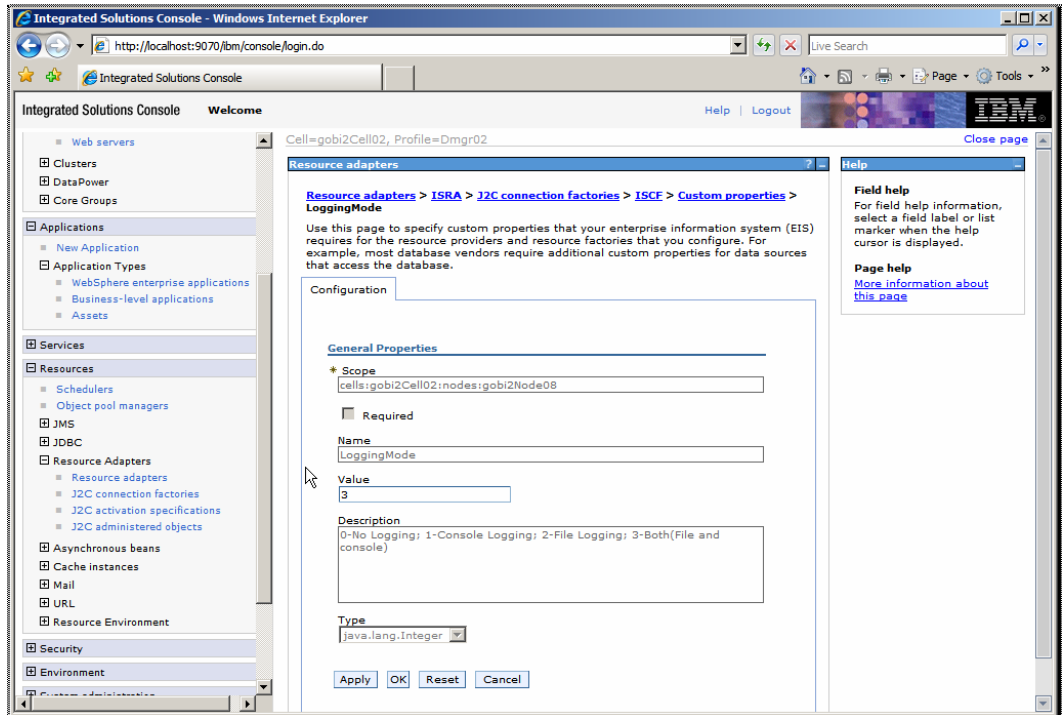 Integrated Solutions Console - Windows Internet Explorer
http://localhost:9070/ibm/console/login.do
Live Search
Integrated Solutions Console
Page
Tools
Integrated Solutions Console Welcome
Help | Logout
IBM
Web servers
Clusters
DataPower
Core Groups
Applications
New Application
Application Types
WebSphere enterprise applications
Business-level applications
Assets
Services
Resources
Schedulers
Object pool managers
JMS
JDBC
Resource Adapters
Resource adapters
J2C connection factories
J2C activation specifications
J2C administered objects
Asynchronous beans
Cache instances
Mail
URL
Resource Environment
Security
Environment
System administration
Cell=gobi2Cell02, Profile=Dmgr02
Close page
Resource adapters
? -
Resource adapters > ISRA > J2C connection factories > ISCF > Custom properties >
LoggingMode
Use this page to specify custom properties that your enterprise information system (EIS)
requires for the resource providers and resource factories that you configure. For
example, most database vendors require additional custom properties for data sources
that access the database.
Configuration
General Properties
* Scope
cells:gobi2Cell02:nodes:gobi2Node08
Required
Name
LoggingMode
Value
3
Description
0-No Logging; 1-Console Logging; 2-File Logging; 3-Both(File and
console)
Type
java.lang.Integer
Apply OK Reset Cancel
Help
Field help
For field help information,
select a field label or list
marker when the help
cursor is displayed.
Page help
More information about
this page